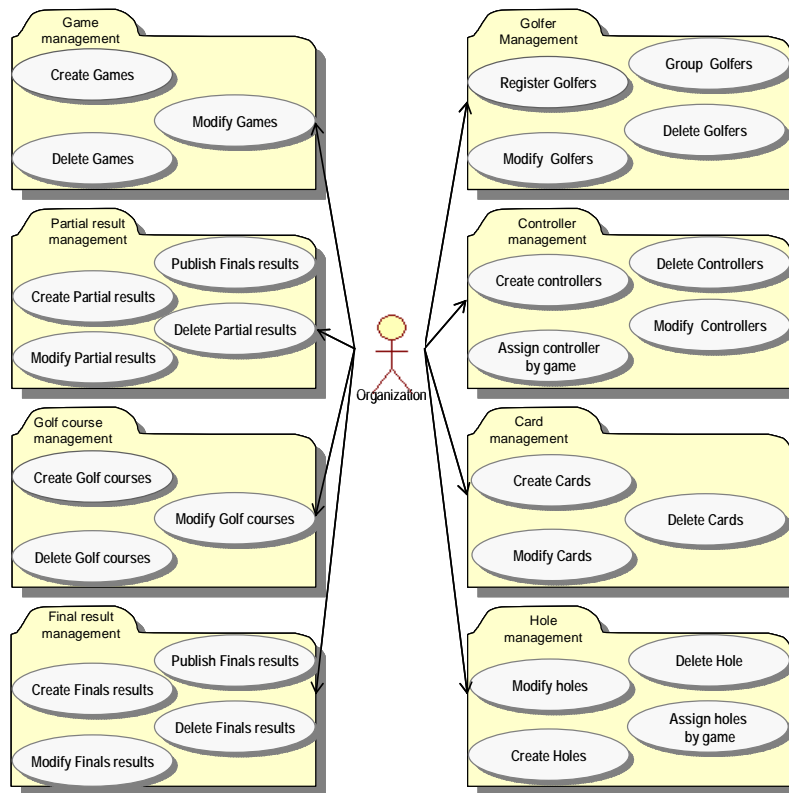 Game
management
Create Games
Modify Games
Delete Games
Partial result
management
Publish Finals results
Create Partial results
Delete Partial results
Modify Partial results
Golf course
management
Create Golf courses
Modify Golf courses
Delete Golf courses
Final result
management
Publish Finals results
Create Finals results
Delete Finals results
Modify Finals results
Organization
Golfer
Management
Group Golfers
Register Golfers
Delete Golfers
Modify Golfers
Controller
management
Delete Controllers
Create controllers
Modify Controllers
Assign controller
by game
Card
management
Create Cards
Delete Cards
Modify Cards
Hole
management
Delete Hole
Modify holes
Assign holes
by game
Create Holes